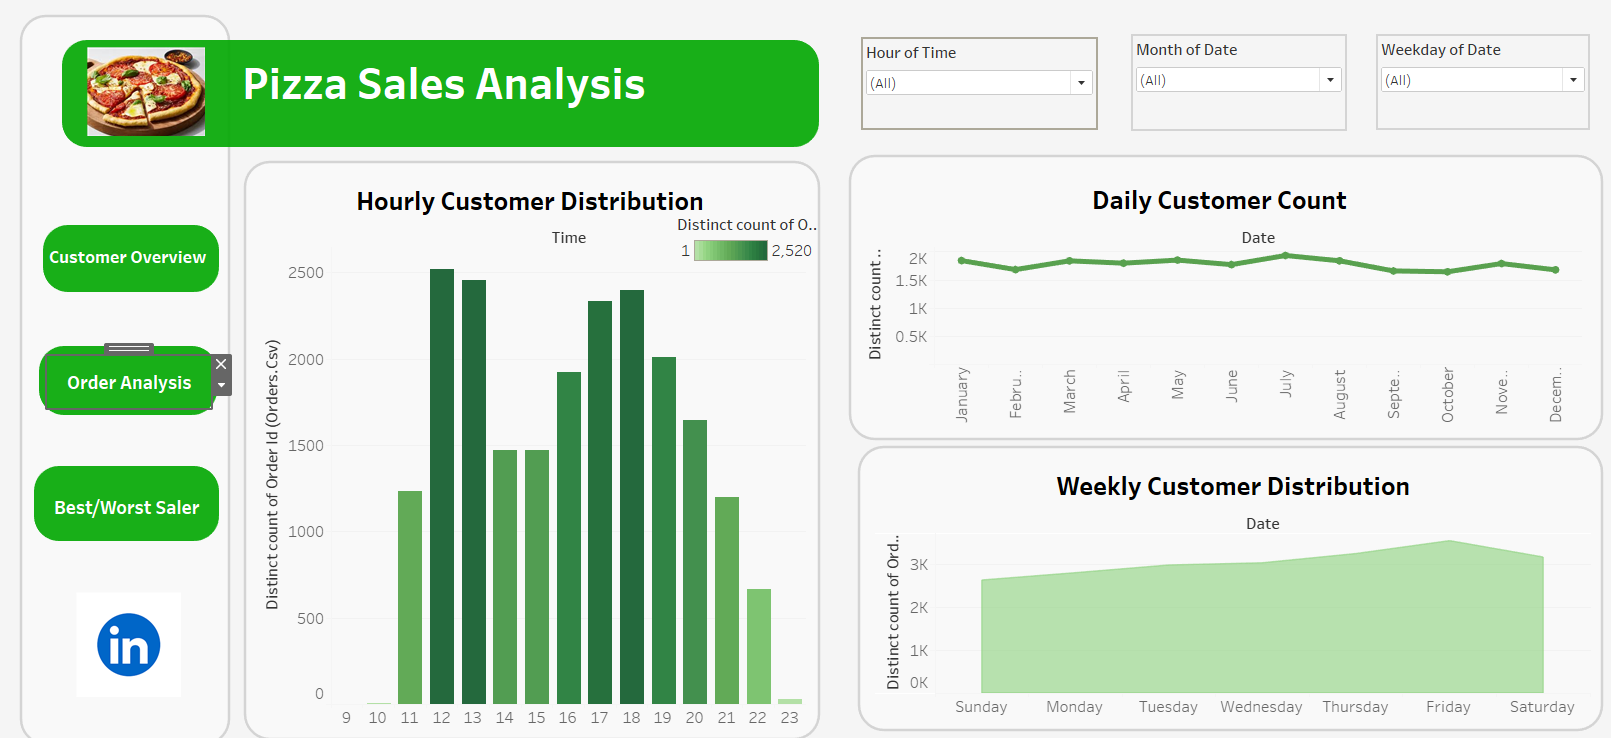 Pizza Sales Analysis
Hour of Time
(All)
Month of Date
(All)
Weekday of Date
(All)
Customer Overview
Order Analysis
Best/Worst Saler
in
Hourly Customer Distribution
Distinct count of O..
1
2,520
Time
Distinct count of Order Id (Orders.Csv)
2500
2000
1500
1000
500
0
9 10 11 12 13 14 15 16 17 18 19 20 21 22 23
Daily Customer Count
Date
Distinct count ..
2K
1.5K
1K
0.5K
January Febru.. March April May June July August Septe.. October Nove.. Decem..
Weekly Customer Distribution
Date
Distinct count of Ord..
3K
2K
1K
0K
Sunday Monday Tuesday Wednesday Thursday Friday Saturday